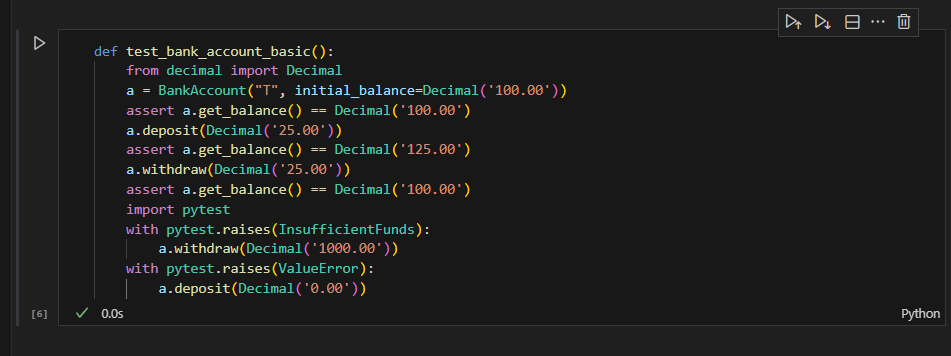 def test_bank_account_basic():
    from decimal import Decimal
    a = BankAccount("T", initial_balance=Decimal('100.00'))
    assert a.get_balance() == Decimal('100.00')
    a.deposit(Decimal('25.00'))
    assert a.get_balance() == Decimal('125.00')
    a.withdraw(Decimal('25.00'))
    assert a.get_balance() == Decimal('100.00')
    import pytest
    with pytest.raises(InsufficientFunds):
        a.withdraw(Decimal('1000.00'))
    with pytest.raises(ValueError):
        a.deposit(Decimal('0.00'))
[6] 0.0s Python